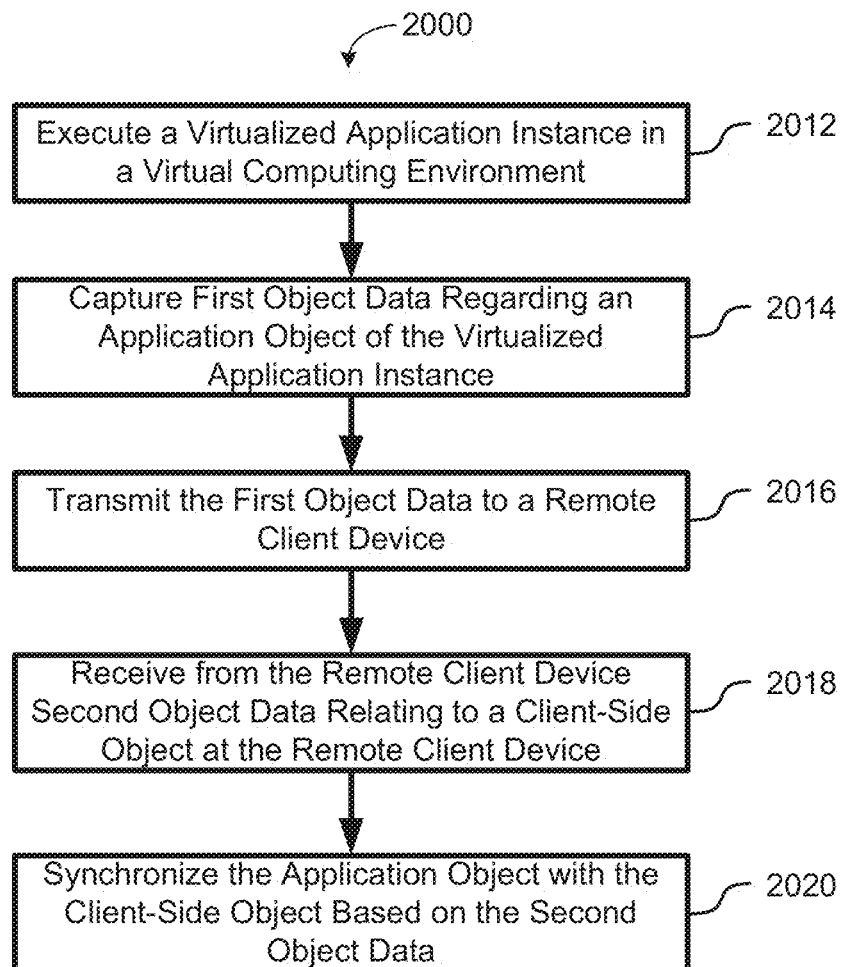 2000
Execute a Virtualized Application Instance in
a Virtual Computing Environment
2012
Capture First Object Data Regarding an
Application Object of the Virtualized
Application Instance
2014
Transmit the First Object Data to a Remote
Client Device
2016
Receive from the Remote Client Device
Second Object Data Relating to a Client-Side
Object at the Remote Client Device
2018
Synchronize the Application Object with the
Client-Side Object Based on the Second
Object Data
2020